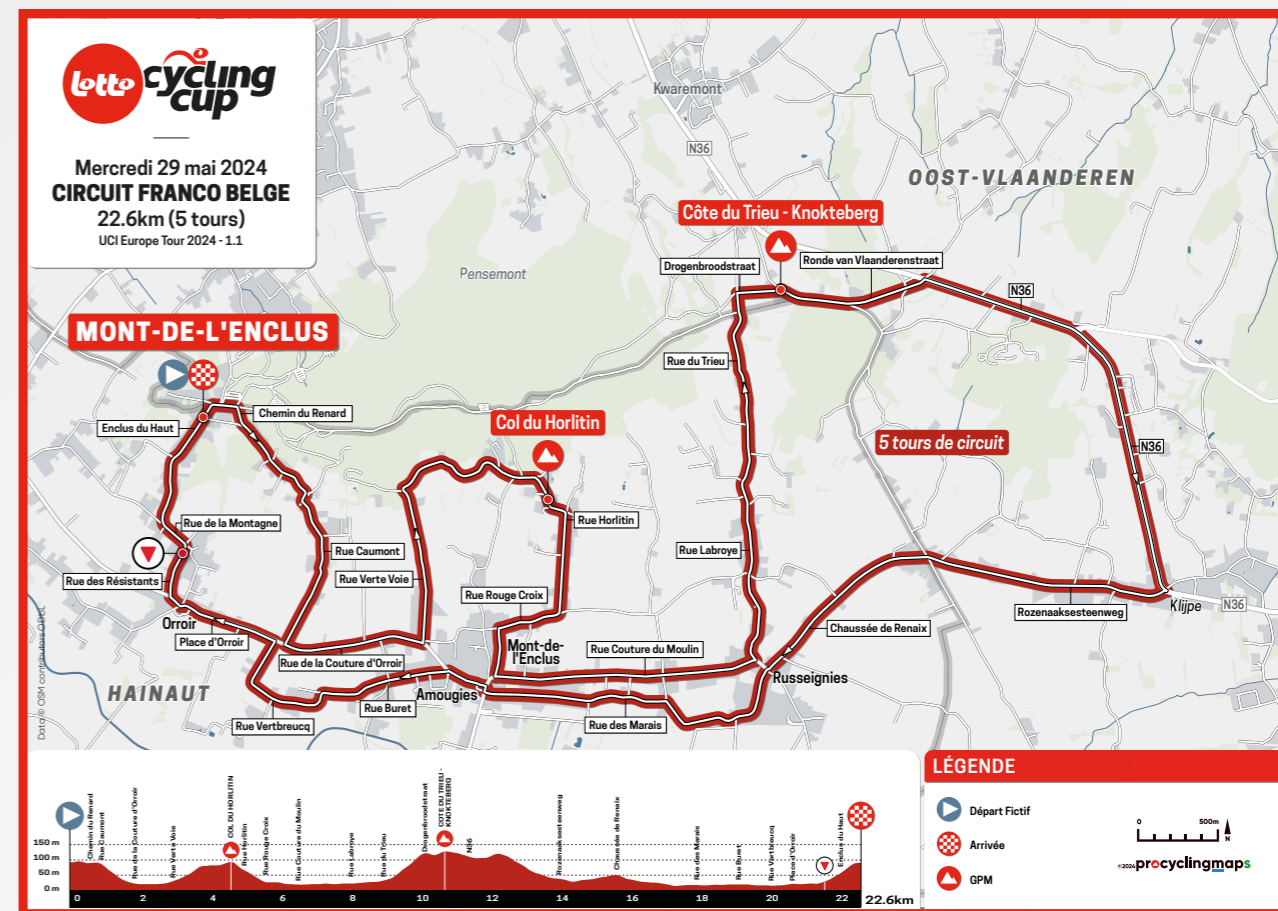 Lotto cycling
cup
Mercredi 29 mai 2024
CIRCUIT FRANCO BELGE
22.6km (5 tours)
UCI Europe Tour 2024 - 1.1
Kwaremont
N36
OOST-VLAANDEREN
Côte du Trieu - Knokteberg
Drogenbroodstraat
Ronde van Vlaanderenstraat
Pensemont
N36
MONT-DE-L'ENCLUS
Rue du Trieu
Chemin du Renard
Enclus du Haut
Col du Horlitin
5 tours de circuit
N36
Rue de la Montagne
Rue Horlitin
Rue Caumont
Rue Labroye
Rue des Résistants
Rue Verte Voie
Rue Rouge Croix
Rozenaaksesteenweg
Klijpe
N36
Orroir
Place d'Orroir
Chaussée de Renaix
Mont-de-
l'Enclus
Rue Couture du Moulin
Rue de la Couture d'Orroir
Russeignies
HAINAUT
Amougies
Rue Buret
Rue Vertbreucq
Rue des Marais
Data © OSM contributors ODbL
Chemin du Renard
Rue Caumont
Rue de la Couture d'Orroir
Rue Verte Voie
COL DU HORLITIN
Rue Horlitin
Rue Rouge Croix
Rue Couture du Moulin
Rue Labroye
Rue du Trieu
Drogenbroodstraat
COTE DU TRIEU -
KNOKTEBERG
N36
Rozenaaksesteenweg
Chaussée de Renaix
Rue des Marais
Rue Buret
Rue Vertbreucq
Place d'Orroir
Enclus du Haut
150 m
100 m
50 m
0 m
0 2 4 6 8 10 12 14 16 18 20 22 22.6km
LÉGENDE
Départ Fictif
Arrivée
GPM
0 500m
N
©2024 procyclingmaps